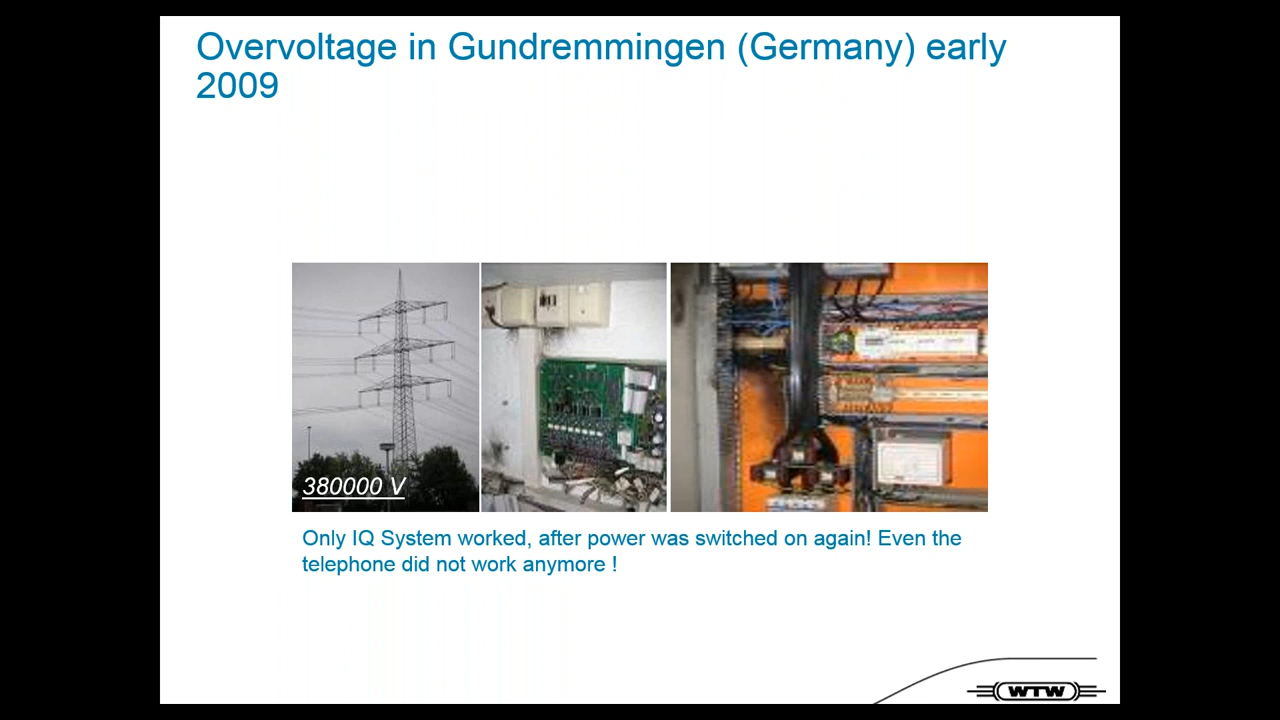 Overvoltage in Gundremmingen (Germany) early
2009
380000 V
Only IQ System worked, after power was switched on again! Even the
telephone did not work anymore !
WTW